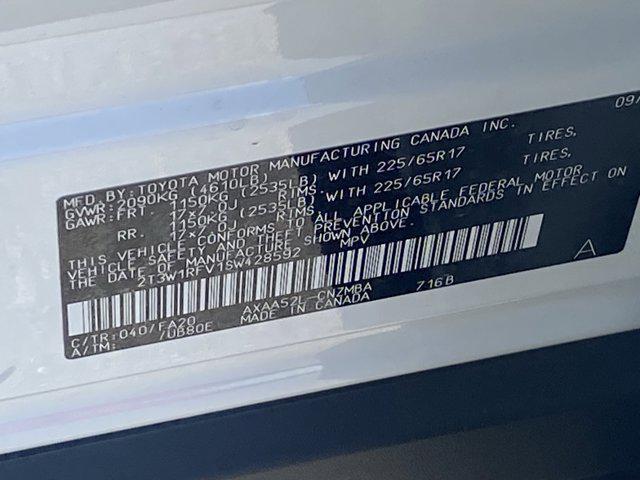 09/
MFD. BY: TOYOTA MOTOR MANUFACTURING CANADA INC.
GVWR: 2090KG (4610LB)
GAWR: FRT. 1150KG (2535LB) WITH 225/65R17 TIRES,
17x7.0J RIMS,
RR. 1150KG (2535LB) WITH 225/65R17 TIRES,
17x7.0J RIMS,
THIS VEHICLE CONFORMS TO ALL APPLICABLE FEDERAL MOTOR
VEHICLE SAFETY AND THEFT PREVENTION STANDARDS IN EFFECT ON
THE DATE OF MANUFACTURE SHOWN ABOVE.
2T3W1RFV1SW428592 MPV
A
C/TR: 040/FA20 AXAA52L CNZMBA 716B
A/TM: /UB80E MADE IN CANADA